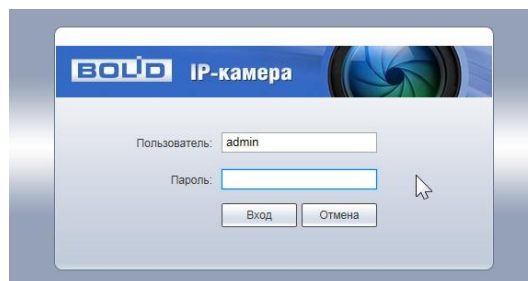 BOLID IP-камера
Пользователь: admin
Пароль:
Вход Отмена